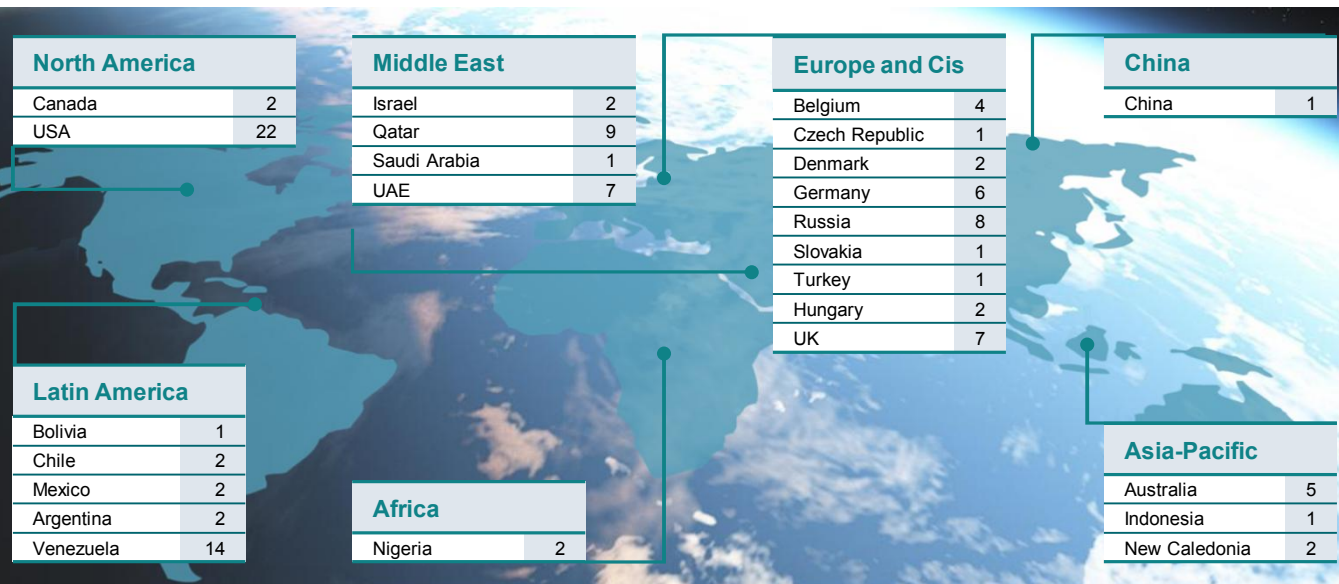 North America
Canada 2
USA 22
Middle East
Israel 2
Qatar 9
Saudi Arabia 1
UAE 7
Europe and Cis
Belgium 4
Czech Republic 1
Denmark 2
Germany 6
Russia 8
Slovakia 1
Turkey 1
Hungary 2
UK 7
China
China 1
Latin America
Bolivia 1
Chile 2
Mexico 2
Argentina 2
Venezuela 14
Africa
Nigeria 2
Asia-Pacific
Australia 5
Indonesia 1
New Caledonia 2